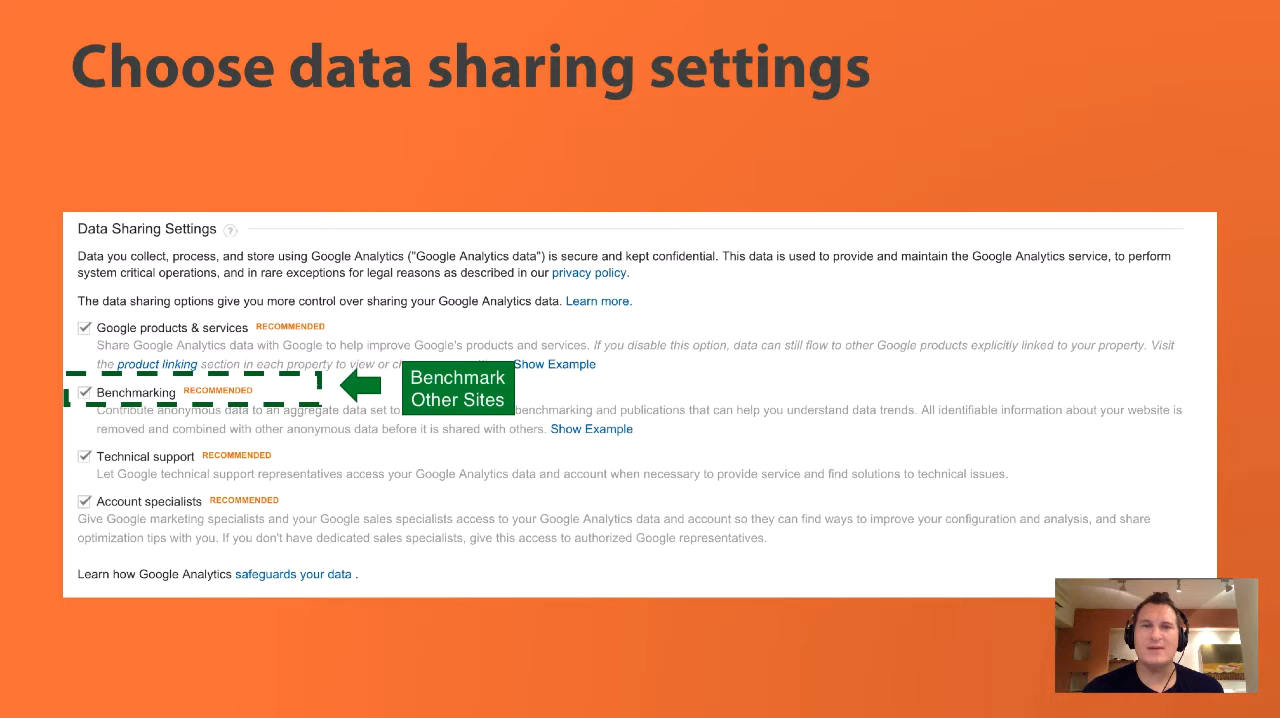 Choose data sharing settings
Data Sharing Settings ?
Data you collect, process, and store using Google Analytics ("Google Analytics data") is secure and kept confidential. This data is used to provide and maintain the Google Analytics service, to perform
system critical operations, and in rare exceptions for legal reasons as described in our privacy policy.
The data sharing options give you more control over sharing your Google Analytics data. Learn more.
Google products & services RECOMMENDED
Share Google Analytics data with Google to help improve Google's products and services. If you disable this option, data can still flow to other Google products explicitly linked to your property. Visit
the product linking section in each property to view or Show Example
Benchmark
Other Sites
Benchmarking RECOMMENDED
Contribute anonymous data to an aggregate data set to benchmarking and publications that can help you understand data trends. All identifiable information about your website is
removed and combined with other anonymous data before it is shared with others. Show Example
Technical support RECOMMENDED
Let Google technical support representatives access your Google Analytics data and account when necessary to provide service and find solutions to technical issues.
Account specialists RECOMMENDED
Give Google marketing specialists and your Google sales specialists access to your Google Analytics data and account so they can find ways to improve your configuration and analysis, and share
optimization tips with you. If you don't have dedicated sales specialists, give this access to authorized Google representatives.
Learn how Google Analytics safeguards your data .